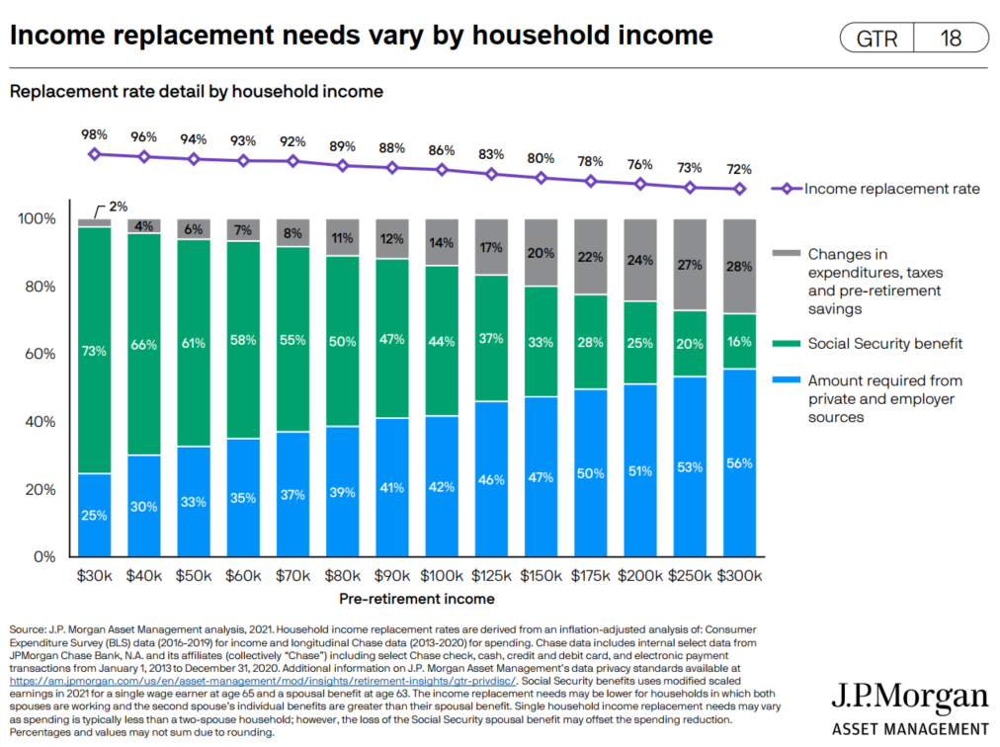 Income replacement needs vary by household income
GTR 18
Replacement rate detail by household income
98% 96% 94% 93% 92% 89% 88% 86% 83% 80% 78% 76% 73% 72%
Income replacement rate
100%
80%
60%
40%
20%
0%
2% 4% 6% 7% 8% 11% 12% 14% 17% 20% 22% 24% 27% 28%
73% 66% 61% 58% 55% 50% 47% 44% 37% 33% 28% 25% 20% 16%
25% 30% 33% 35% 37% 39% 41% 42% 46% 47% 50% 51% 53% 56%
Changes in
expenditures, taxes
and pre-retirement
savings
Social Security benefit
Amount required from
private and employer
sources
$30k $40k $50k $60k $70k $80k $90k $100k $125k $150k $175k $200k $250k $300k
Pre-retirement income
Source: J.P. Morgan Asset Management analysis, 2021. Household income replacement rates are derived from an inflation-adjusted analysis of: Consumer
Expenditure Survey (BLS) data (2016-2019) for income and longitudinal Chase data (2013-2020) for spending. Chase data includes internal select data from
JPMorgan Chase Bank, N.A. and its affiliates (collectively “Chase”) including select Chase check, cash, credit and debit card, and electronic payment
transactions from January 1, 2013 to December 31, 2020. Additional information on J.P. Morgan Asset Management's data privacy standards available at
https://am.jpmorgan.com/us/en/asset-management/mod/insights/retirement-insights/gtr-privdisc/. Social Security benefits uses modified scaled
earnings in 2021 for a single wage earner at age 65 and a spousal benefit at age 63. The income replacement needs may be lower for households in which both
spouses are working and the second spouse's individual benefits are greater than their spousal benefit. Single household income replacement needs may vary
as spending is typically less than a two-spouse household; however, the loss of the Social Security spousal benefit may offset the spending reduction.
Percentages and values may not sum due to rounding.
J.P.Morgan
ASSET MANAGEMENT